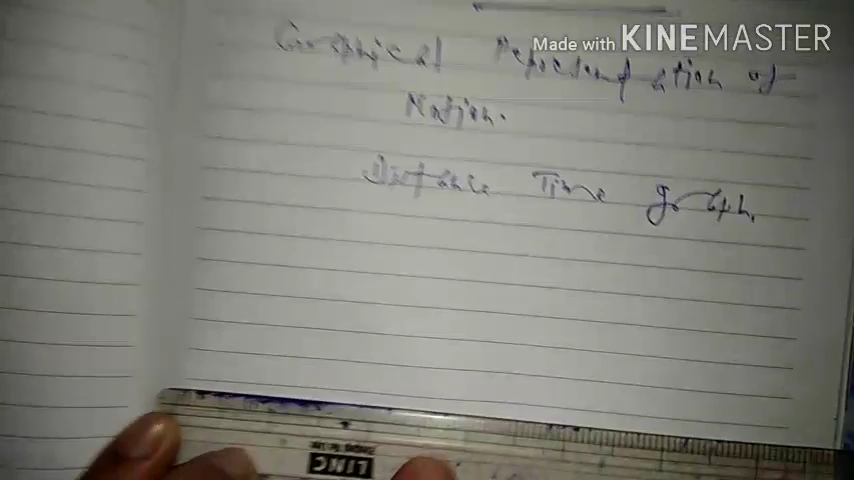 Made with KINEMASTER
Graphical Representation of
Motion.
Distance Time graph.
LINC